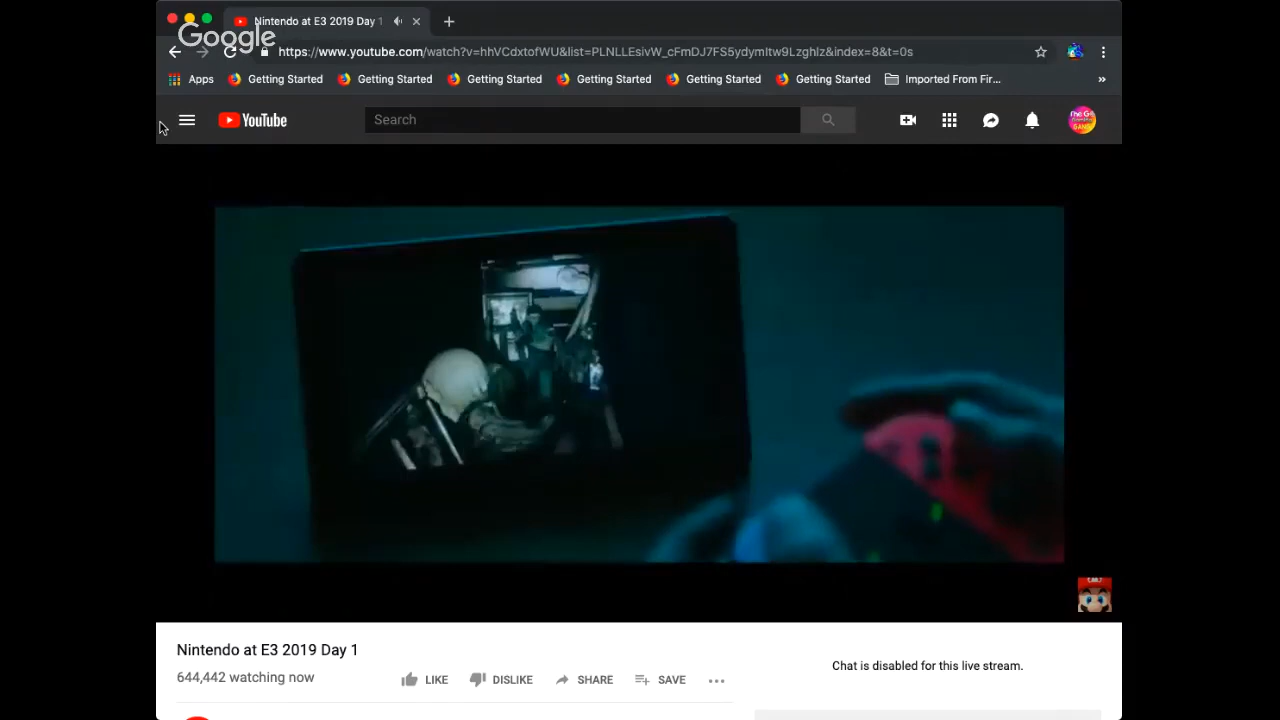 Nintendo at E3 2019 Day 1
Google
https://www.youtube.com/watch?v=hhVCdxtofWU&list=PLNLLEsivW_cFmDJ7FS5ydymItw9Lzghlz&index=8&t=0s
Apps Getting Started Getting Started Getting Started Getting Started Getting Started Getting Started Imported From Fir... »
YouTube
Search
Nintendo at E3 2019 Day 1
644,442 watching now
LIKE DISLIKE SHARE SAVE
Chat is disabled for this live stream.